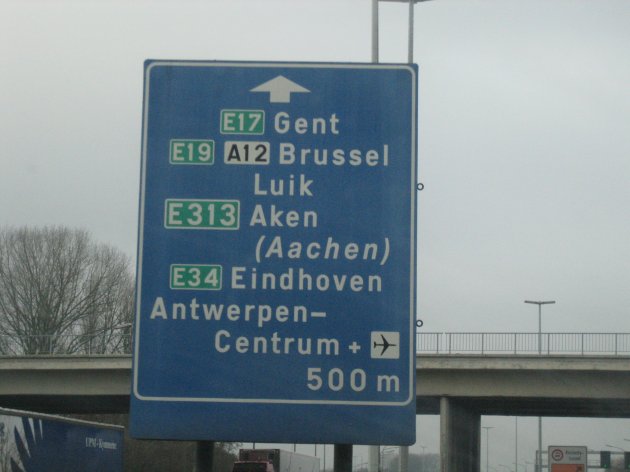 E17 Gent
E19 A12 Brussel
Luik
E313 Aken
(Aachen)
E34 Eindhoven
Antwerpen-
Centrum +
500 m